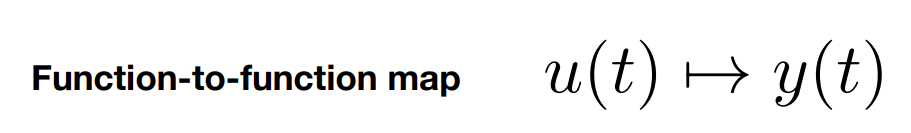 Function-to-function map u(t) ↦ y(t)